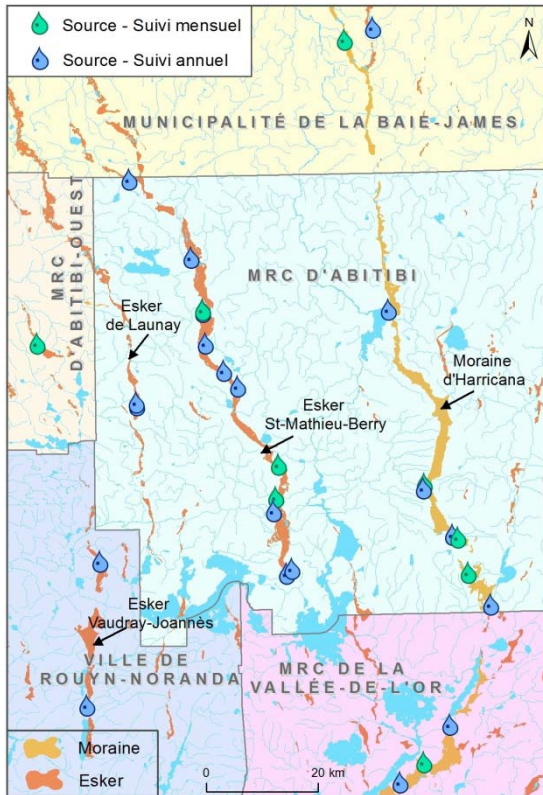 Source - Suivi mensuel
Source - Suivi annuel
N
MUNICIPALITÉ DE LA BAIE-JAMES
MRC
D'ABITIBI-OUEST
MRC D'ABITIBI
Esker
de Launay
Moraine
d'Harricana
Esker
St-Mathieu-Berry
Esker
Vaudray-Joannès
VILLE DE
ROUYN-NORANDA
MRC DE LA
VALLÉE-DE-L'OR
Moraine
Esker
0 20 km